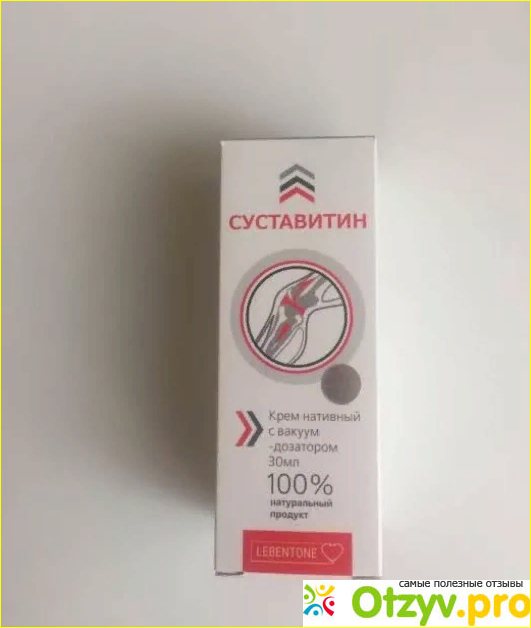 СУСТАВИТИН
Крем нативный
с вакуум
-дозатором
30мл
100%
натуральный
продукт
LEBENTONE
самые полезные отзывы
Otzyv.pro